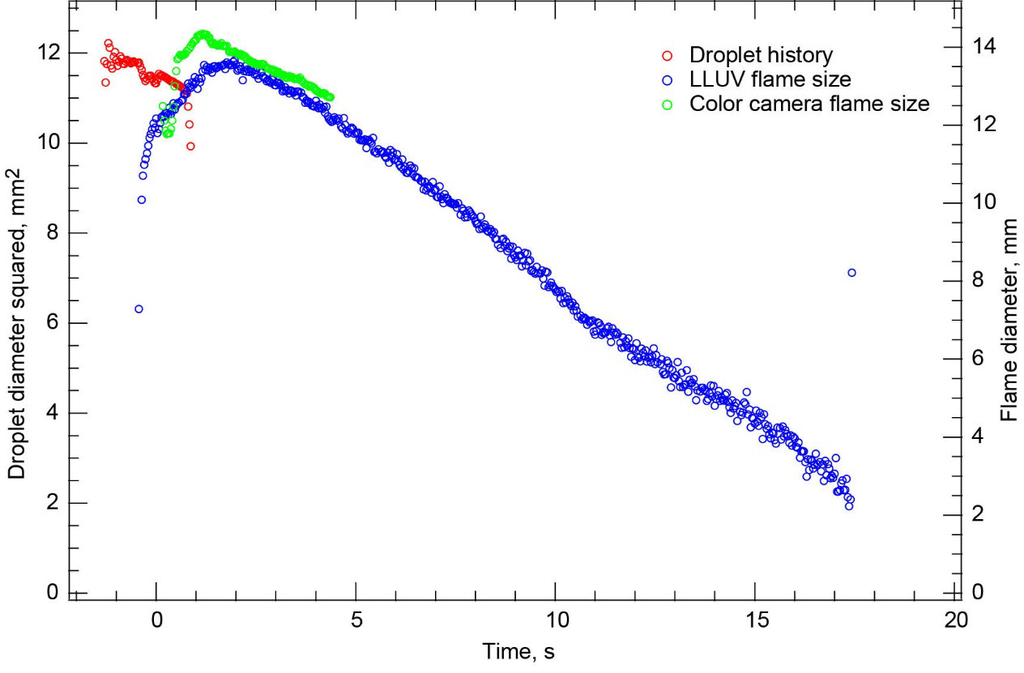 12
10
8
6
4
2
0
Droplet diameter squared, mm2
14
12
10
8
6
4
2
0
Flame diameter, mm
Droplet history
LLUV flame size
Color camera flame size
0 5 10 15 20
Time, s